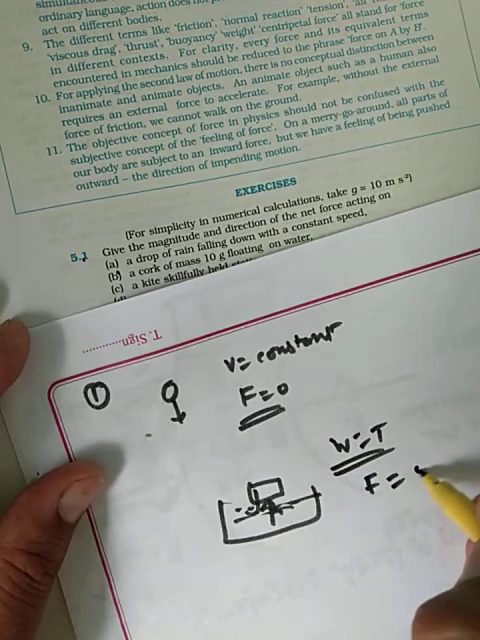 ordinary language, action does not
act on different bodies.
9. The different terms like 'friction', 'normal reaction' 'tension',
'viscous drag', 'thrust', 'buoyancy' 'weight' 'centripetal force' all stand for 'force'
in different contexts. For clarity, every force and its equivalent terms
encountered in mechanics should be reduced to the phrase 'force on A by B'.
10. For applying the second law of motion, there is no conceptual distinction between
inanimate and animate objects. An animate object such as a human also
requires an external force to accelerate. For example, without the external
force of friction, we cannot walk on the ground.
11. The objective concept of force in physics should not be confused with the
subjective concept of the 'feeling of force'. On a merry-go-around, all parts of
our body are subject to an inward force, but we have a feeling of being pushed
outward – the direction of impending motion.
EXERCISES
(For simplicity in numerical calculations, take g = 10 m s²)
5.1 Give the magnitude and direction of the net force acting on
(a) a drop of rain falling down with a constant speed,
(b) a cork of mass 10 g floating on water,
(c) a kite skillfully held
T. Sign............
1
V = constant
F = 0
W = T
F =